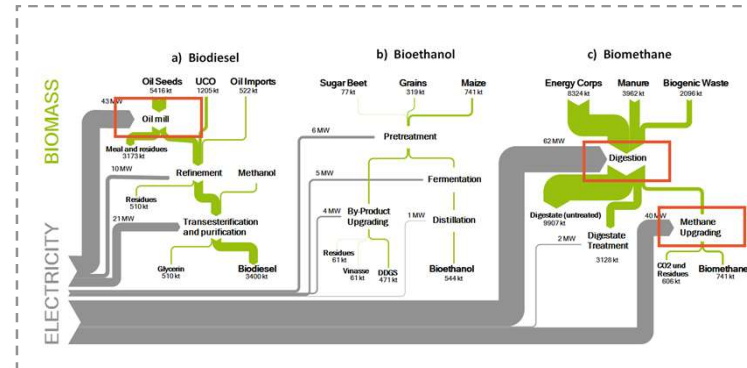 a) Biodiesel
b) Bioethanol
c) Biomethane
BIOMASS
ELECTRICITY
Oil Seeds
5416 kt
UCO
1205 kt
Oil Imports
522 kt
43 MW
Oil mill
Meal and residues
3173 kt
10 MW
Refinement
Methanol
Residues
510 kt
21 MW
Transesterification
and purification
Glycerin
510 kt
Biodiesel
3400 kt
Sugar Beet
77 kt
Grains
319 kt
Maize
741 kt
6 MW
Pretreatment
5 MW
Fermentation
4 MW
By-Product
Upgrading
1 MW
Distillation
Residues
61 kt
Vinasse
61 kt
DDGS
471 kt
Bioethanol
544 kt
Energy Corps
8324 kt
Manure
3962 kt
Biogenic Waste
2096 kt
62 MW
Digestion
Digestate (untreated)
9907 kt
40 MW
Methane
Upgrading
2 MW
Digestate
Treatment
3128 kt
CO2 und
Residues
606 kt
Biomethane
741 kt